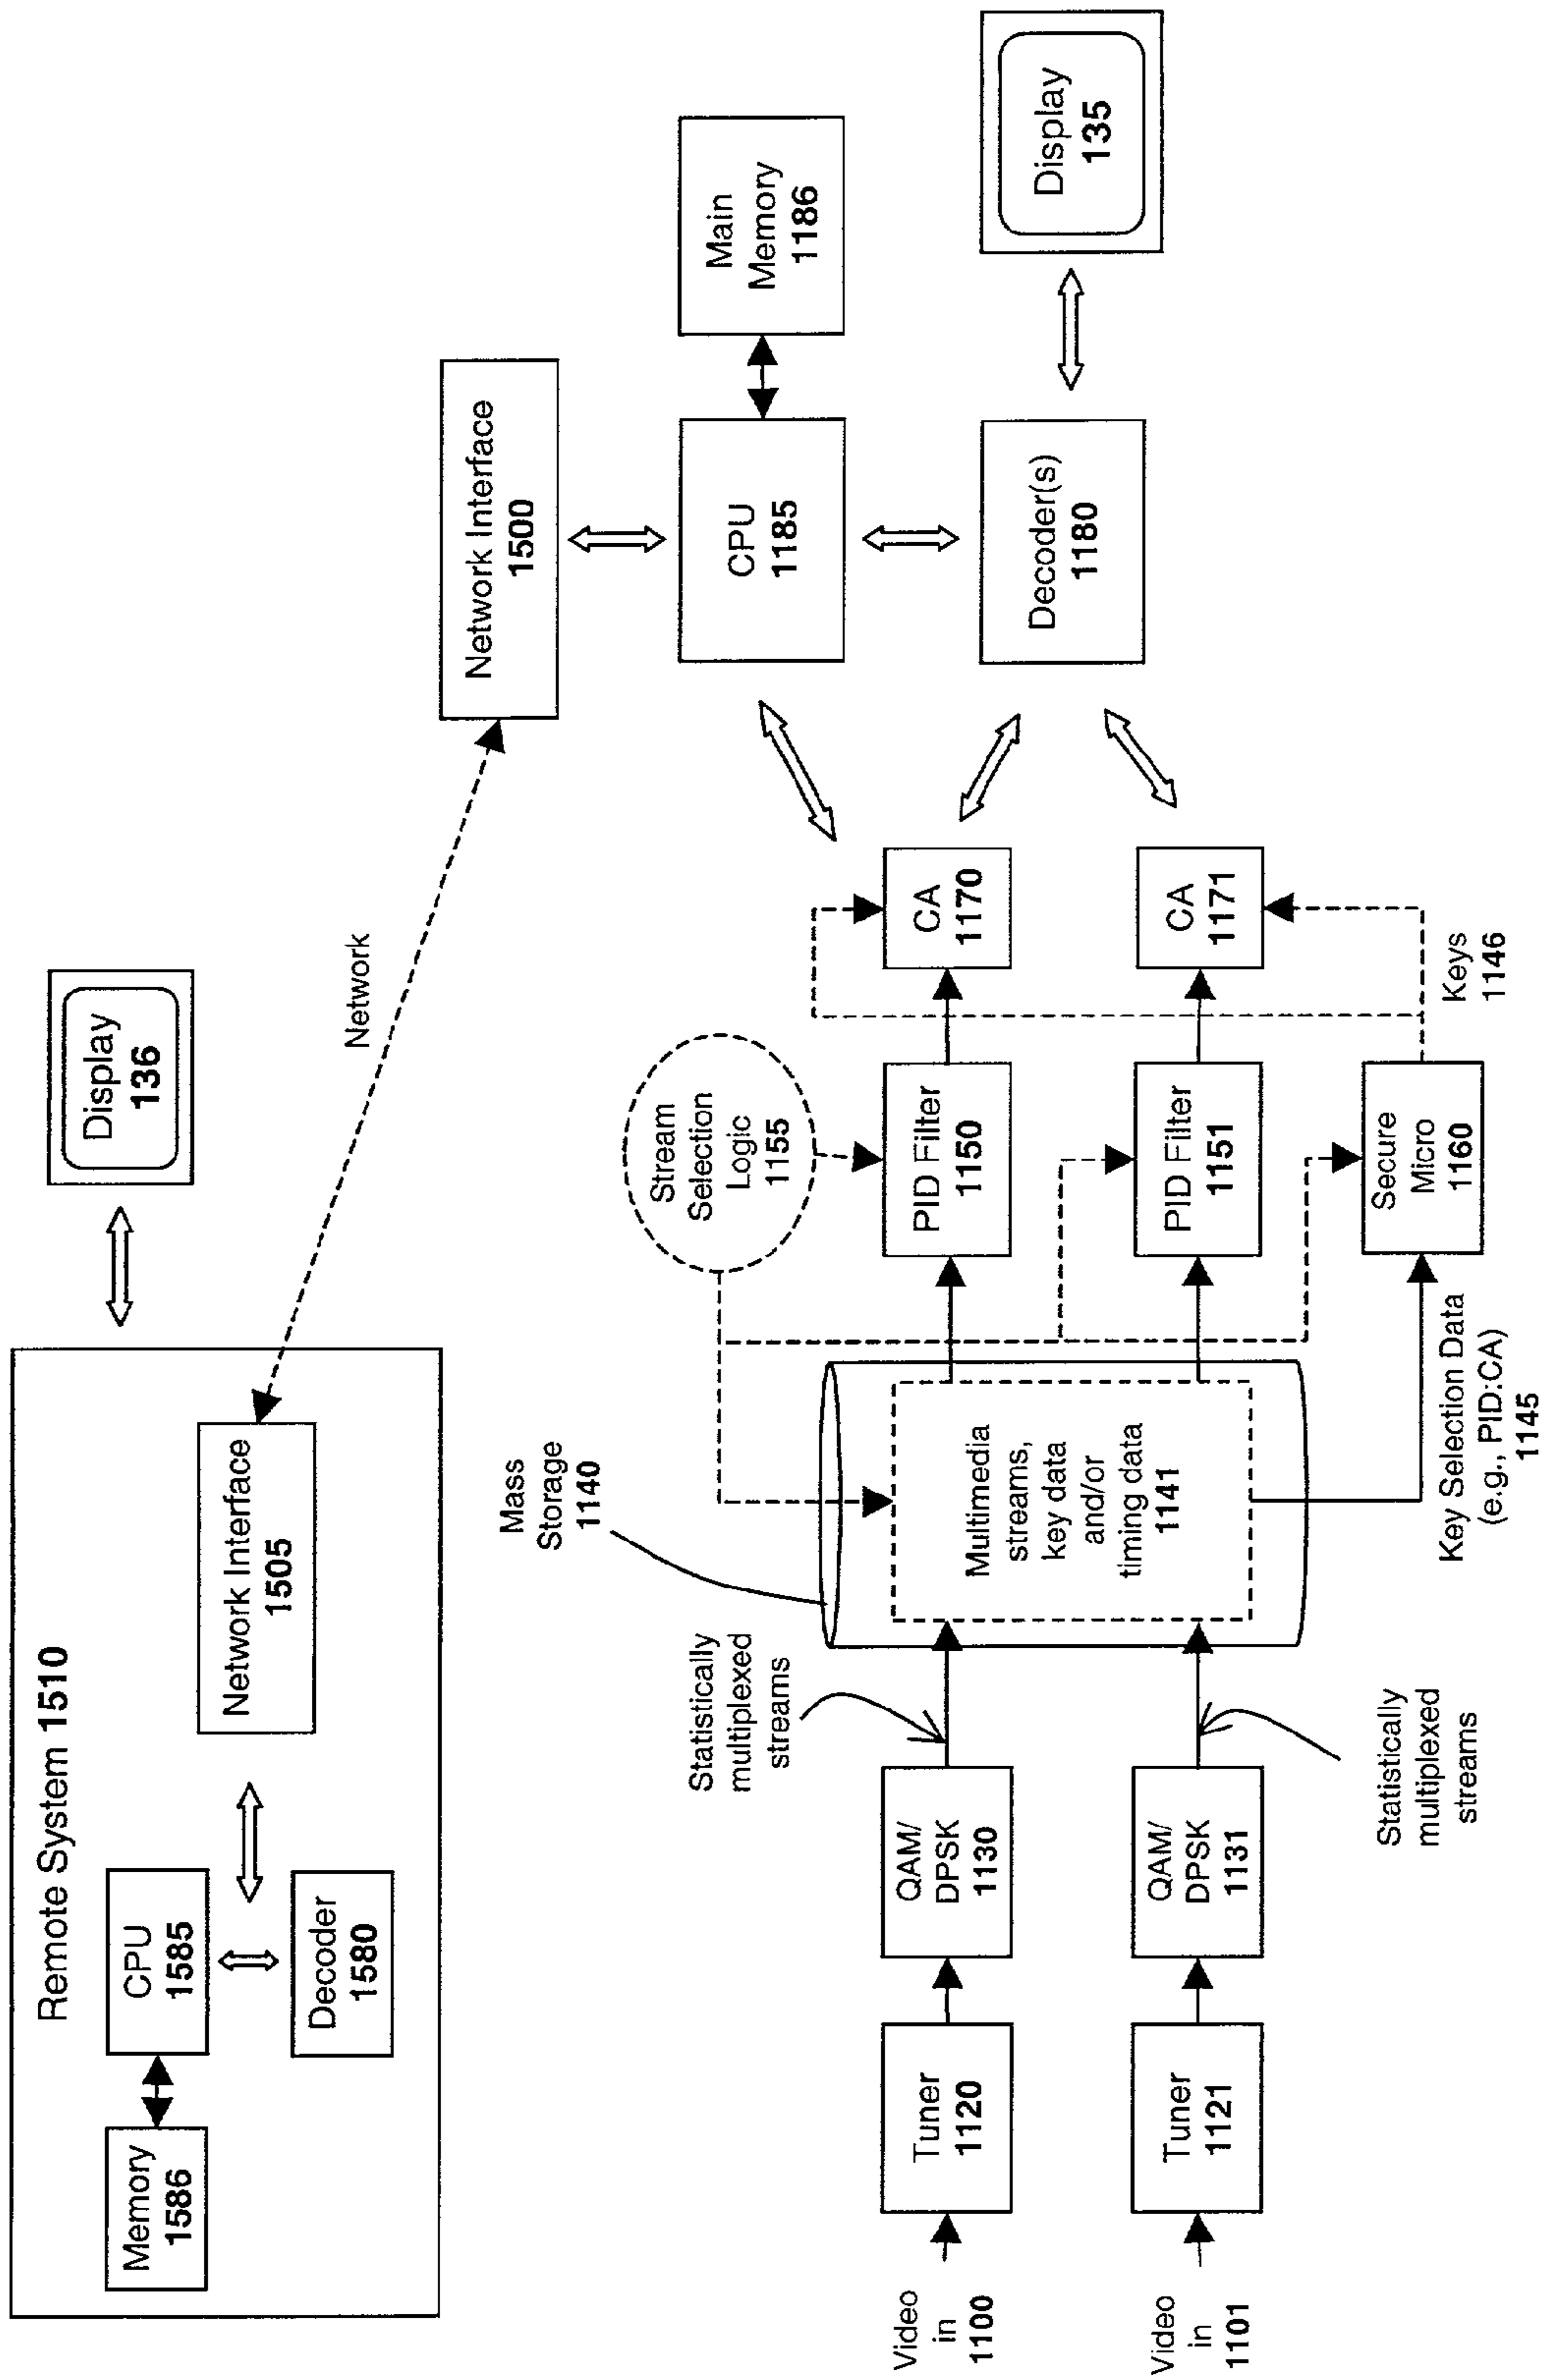 Remote System 1510
Memory
1586
CPU
1585
Decoder
1580
Network Interface
1505
Display
136
Network
Network Interface
1500
CPU
1185
Main
Memory
1186
Decoder(s)
1180
Display
135
Video
in
1100
Tuner
1120
QAM/
DPSK
1130
Statistically
multiplexed
streams
Mass
Storage
1140
Multimedia
streams,
key data
and/or
timing data
1141
Stream
Selection
Logic
1155
PID Filter
1150
CA
1170
Video
in
1101
Tuner
1121
QAM/
DPSK
1131
Statistically
multiplexed
streams
PID Filter
1151
CA
1171
Key Selection Data
(e.g., PID:CA)
1145
Secure
Micro
1160
Keys
1146